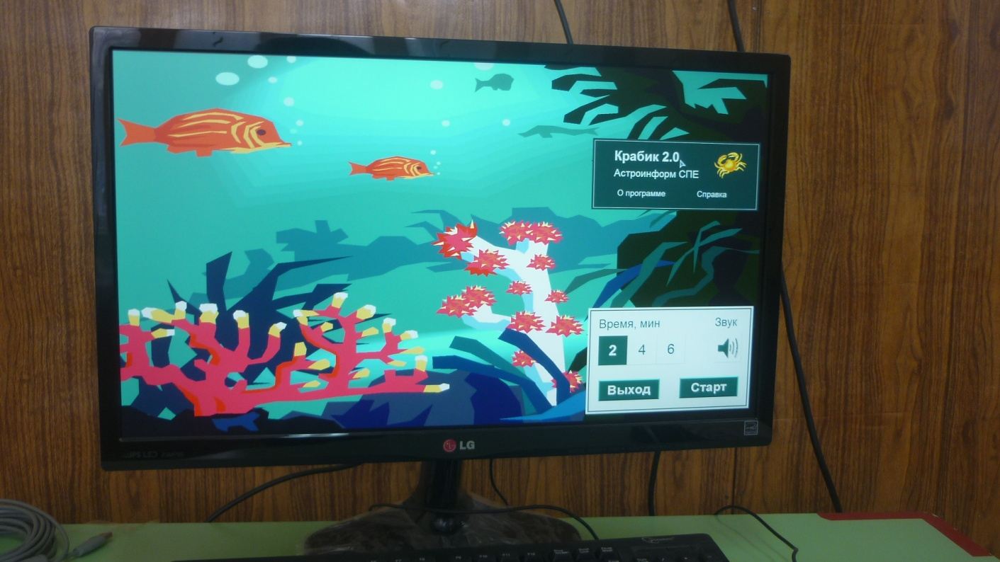 Крабик 2.0
Астроинформ СПЕ
О программе Справка
Время, мин Звук
2 4 6
Выход Старт
LG